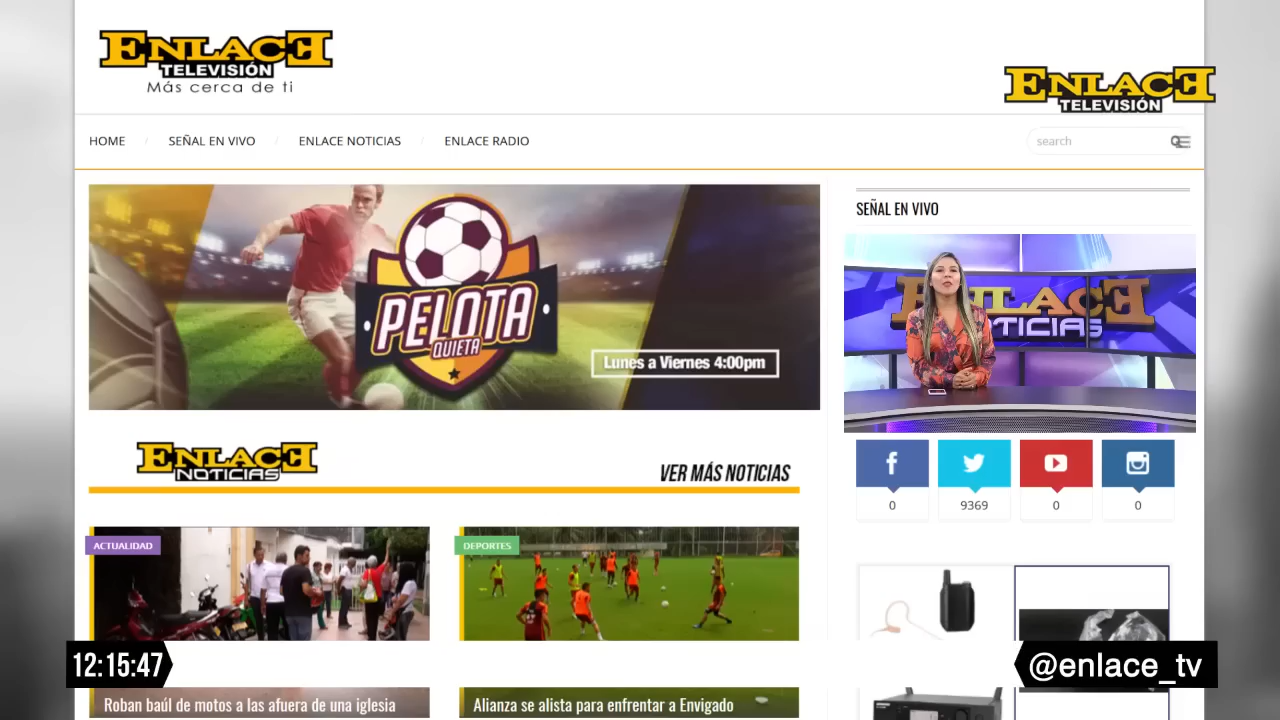 ENLACE
TELEVISIÓN
Más cerca de ti
ENLACE
TELEVISIÓN
HOME / SEÑAL EN VIVO / ENLACE NOTICIAS / ENLACE RADIO
search
PELOTA
QUIETA
Lunes a Viernes 4:00pm
SEÑAL EN VIVO
ENLACE
NOTICIAS
ENLACE
NOTICIAS
VER MÁS NOTICIAS
0
9369
0
0
ACTUALIDAD
DEPORTES
12:15:47
@enlace_tv
Roban baúl de motos a las afuera de una iglesia
Alianza se alista para enfrentar a Envigado